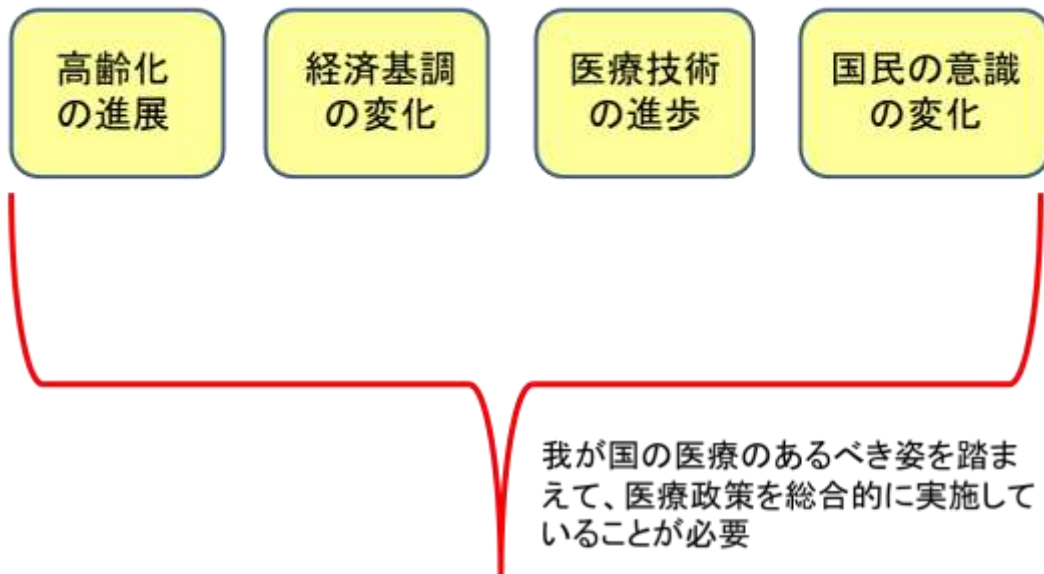 高齢化
の進展
経済基調
の変化
医療技術
の進歩
国民の意識
の変化
我が国の医療のあるべき姿を踏ま
えて、医療政策を総合的に実施して
いることが必要